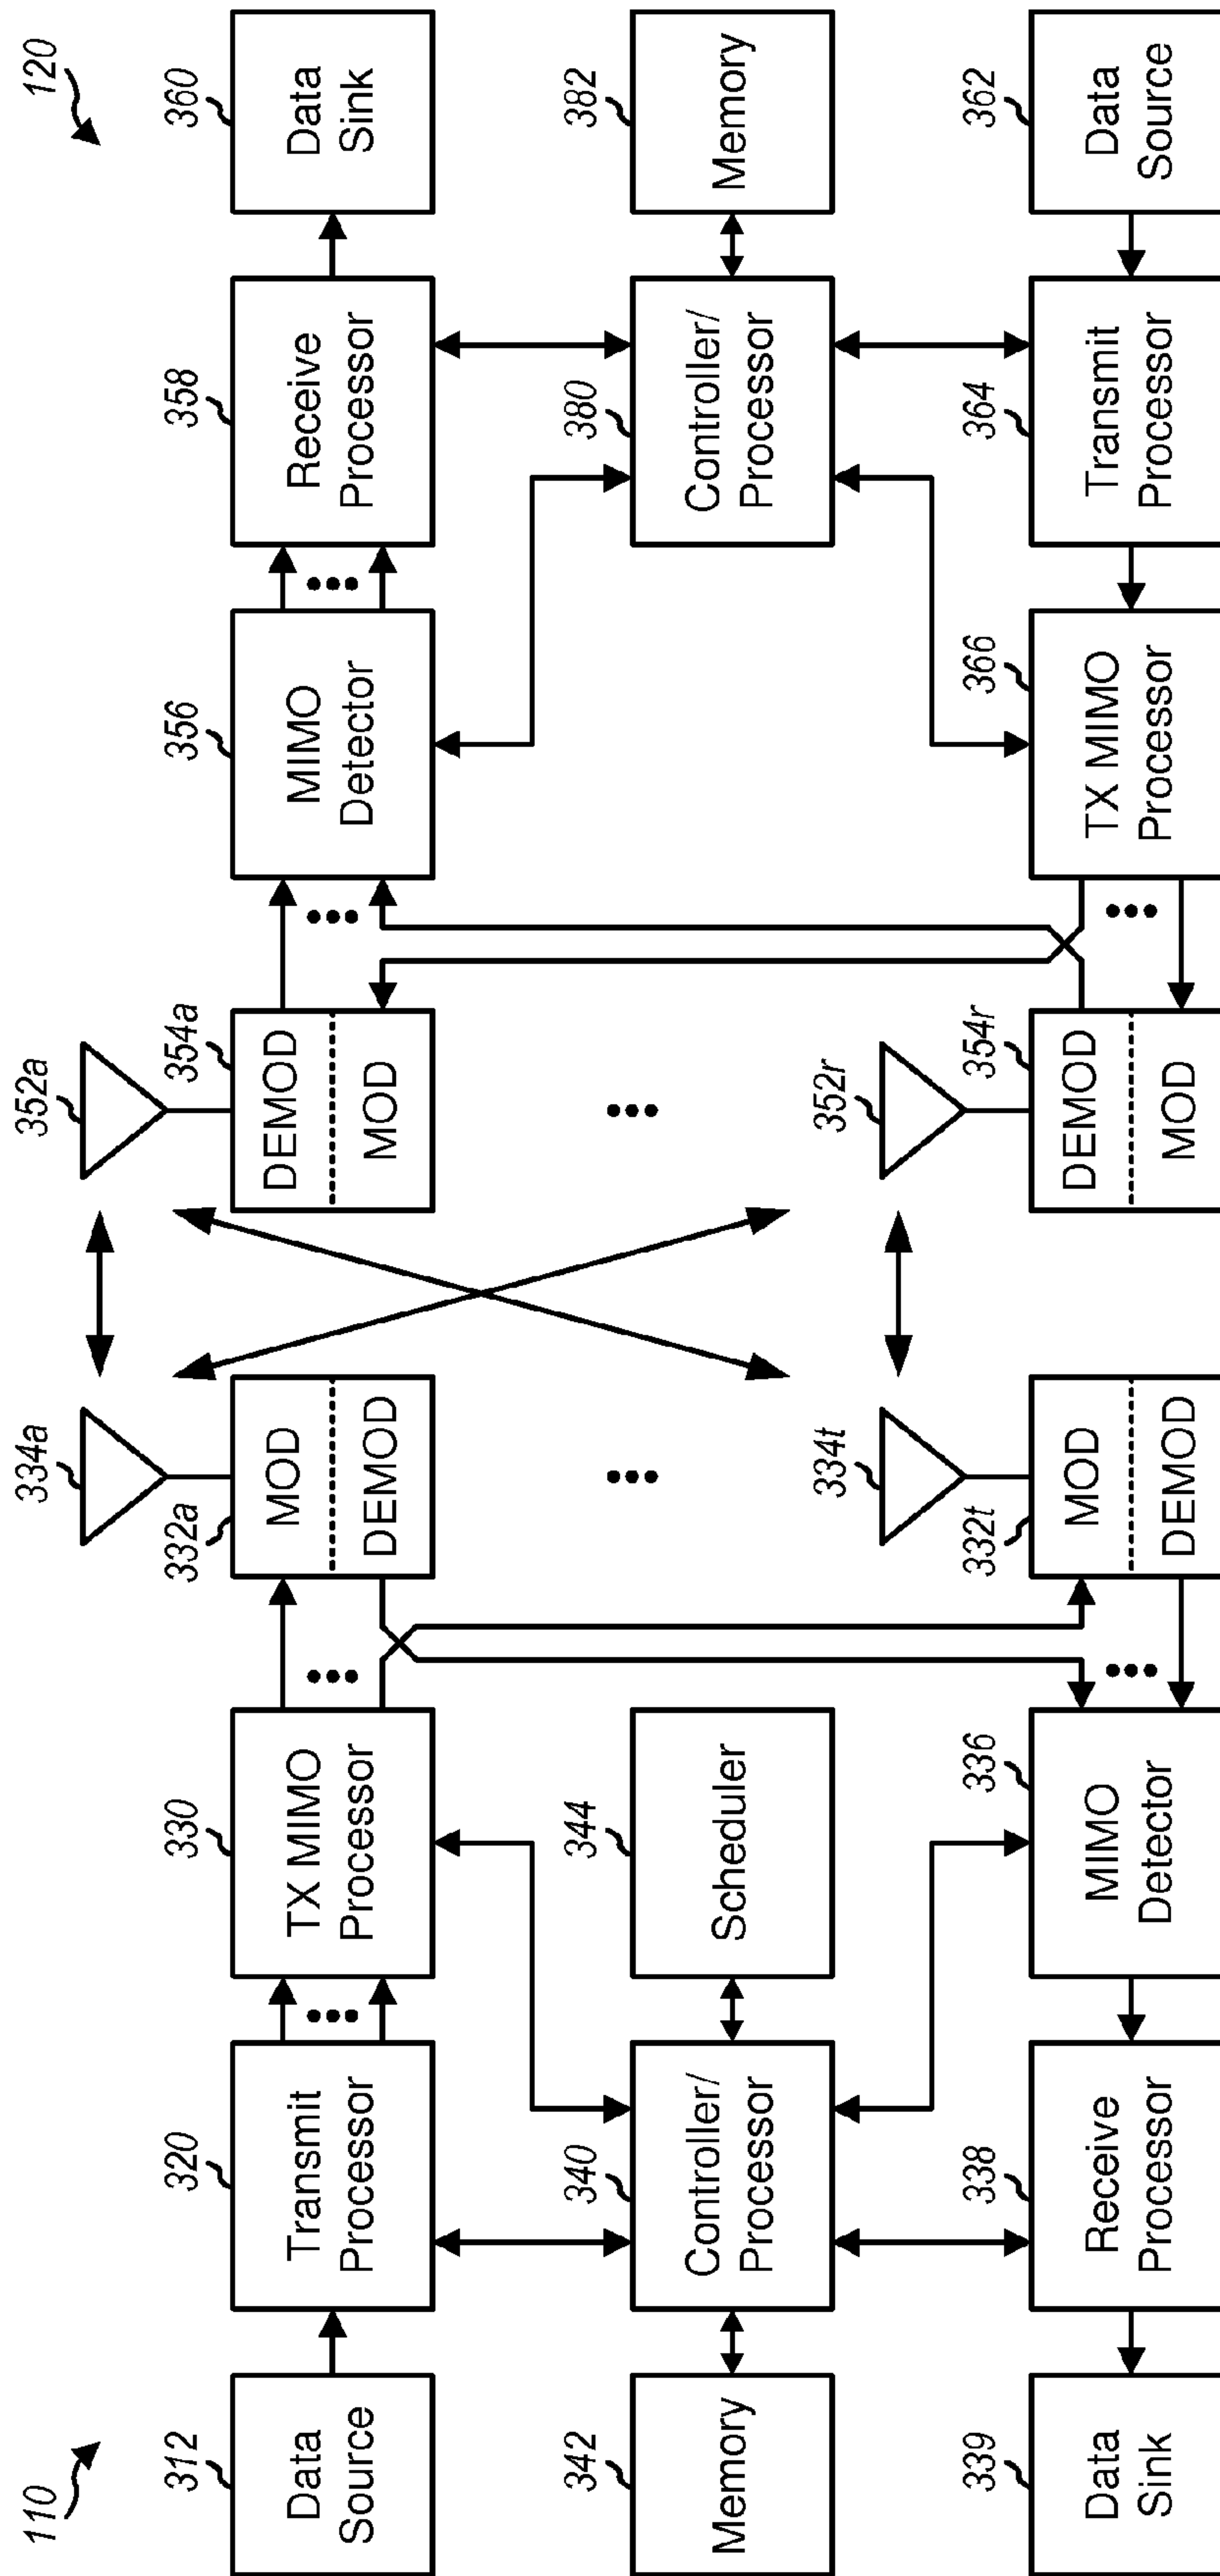 110
120
312
Data
Source
320
Transmit
Processor
330
TX MIMO
Processor
334a
332a
MOD
DEMOD
352a
354a
DEMOD
MOD
356
MIMO
Detector
358
Receive
Processor
360
Data
Sink
342
Memory
340
Controller/
Processor
344
Scheduler
380
Controller/
Processor
382
Memory
339
Data
Sink
338
Receive
Processor
336
MIMO
Detector
334t
332t
MOD
DEMOD
352r
354r
DEMOD
MOD
366
TX MIMO
Processor
364
Transmit
Processor
362
Data
Source